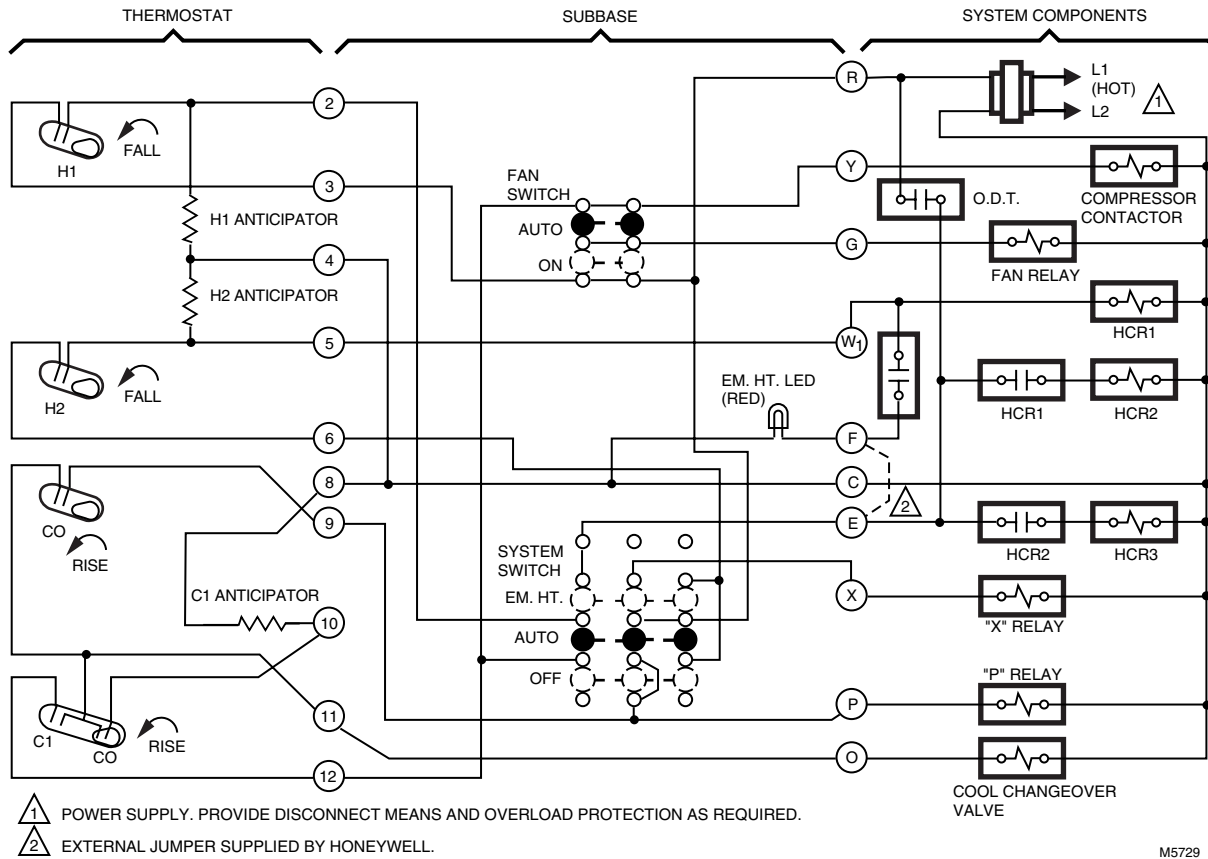 THERMOSTAT
SUBBASE
SYSTEM COMPONENTS
H1
FALL
2
R
L1
(HOT)
L2
1
3
FAN
SWITCH
Y
O.D.T.
COMPRESSOR
CONTACTOR
H1 ANTICIPATOR
AUTO
4
ON
G
FAN RELAY
H2 ANTICIPATOR
5
W1
HCR1
H2
FALL
EM. HT. LED
(RED)
HCR1
HCR2
6
F
8
C
CO
RISE
9
2
E
HCR2
HCR3
SYSTEM
SWITCH
C1 ANTICIPATOR
EM. HT.
X
"X" RELAY
10
AUTO
OFF
"P" RELAY
11
P
C1
CO
RISE
O
12
COOL CHANGEOVER
VALVE
1 POWER SUPPLY. PROVIDE DISCONNECT MEANS AND OVERLOAD PROTECTION AS REQUIRED.
2 EXTERNAL JUMPER SUPPLIED BY HONEYWELL.
M5729